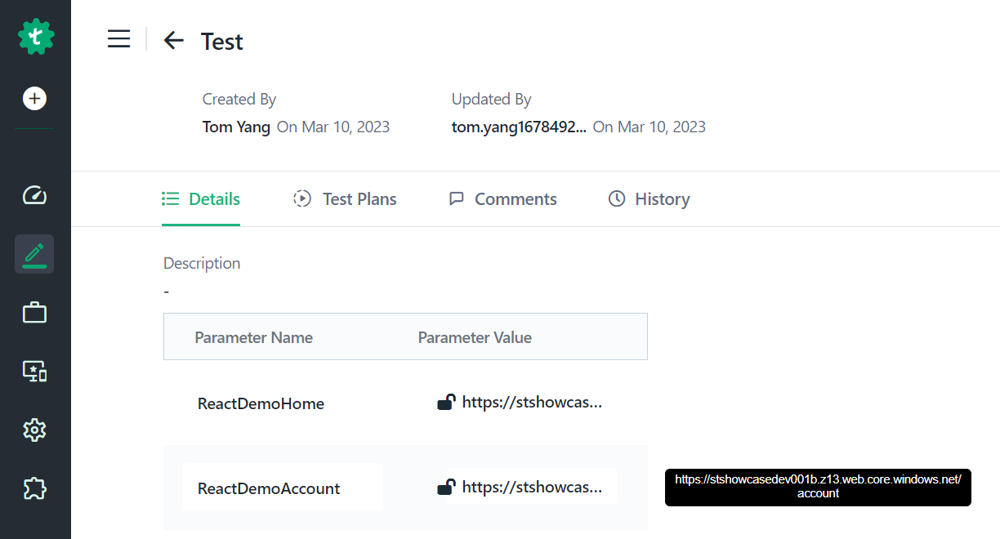 Test
Created By
Updated By
Tom Yang On Mar 10, 2023
tom.yang1678492... On Mar 10, 2023
Details
Test Plans
Comments
History
Description
-
Parameter Name
Parameter Value
ReactDemoHome
https://stshowcas...
ReactDemoAccount
https://stshowcas...
https://stshowcasedev001b.z13.web.core.windows.net/
account